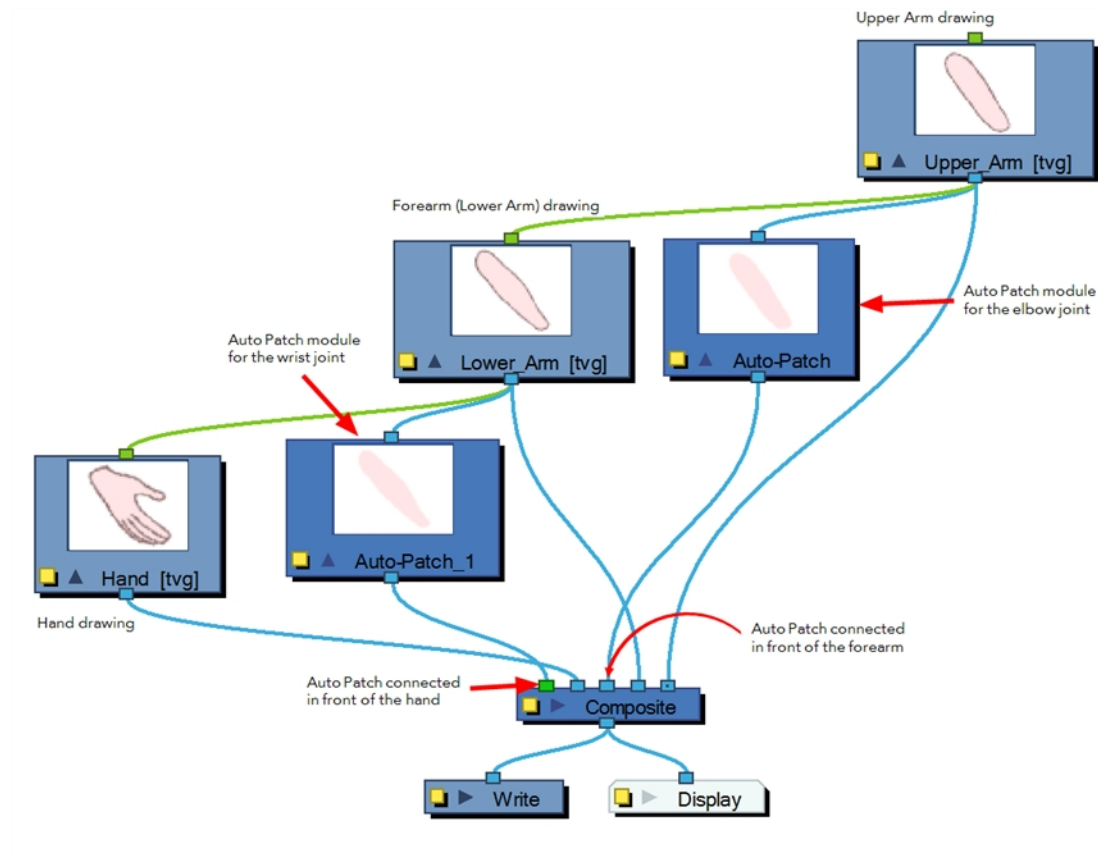 Upper Arm drawing
Upper_Arm [tvg]
Forearm (Lower Arm) drawing
Auto Patch module
for the elbow joint
Auto Patch module
for the wrist joint
Lower_Arm [tvg]
Auto-Patch
Hand [tvg]
Auto-Patch_1
Hand drawing
Auto Patch connected
in front of the forearm
Auto Patch connected
in front of the hand
Composite
Write
Display